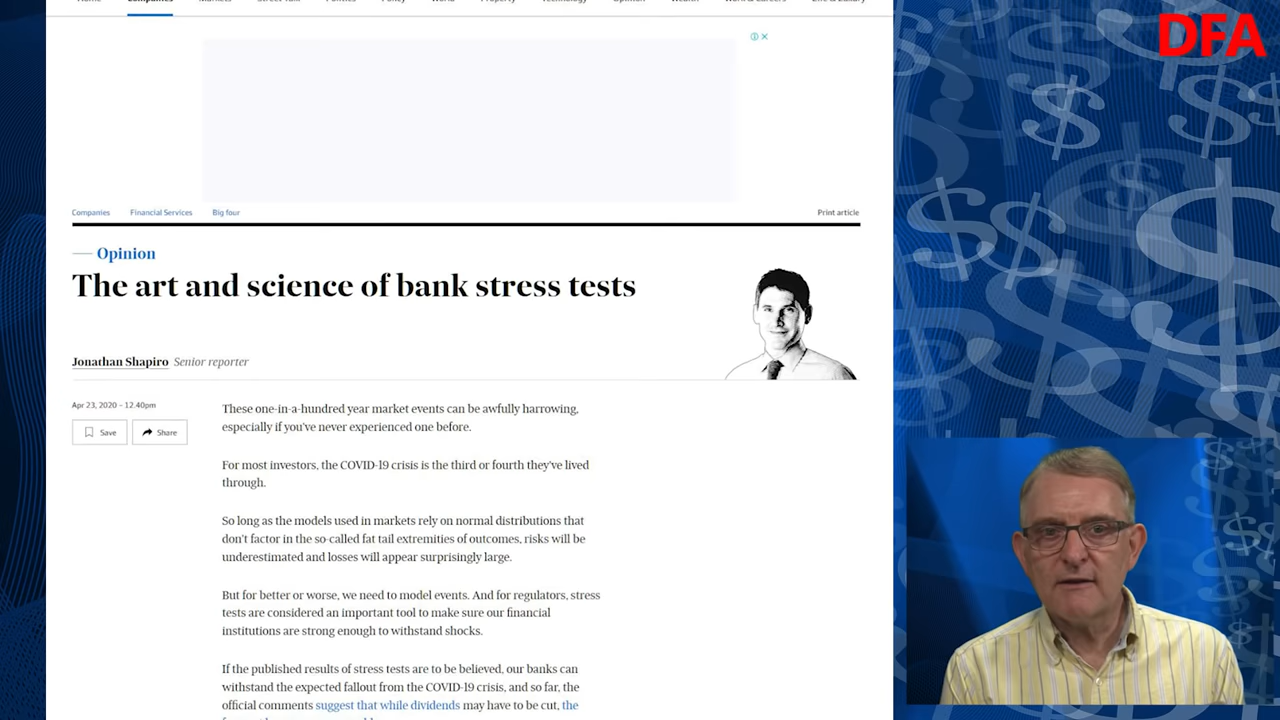 Companies
DFA
Companies Financial Services Big four Print article
Opinion
The art and science of bank stress tests
Jonathan Shapiro Senior reporter
Apr 23, 2020 – 12.40pm
Save Share
These one-in-a-hundred year market events can be awfully harrowing,
especially if you've never experienced one before.
For most investors, the COVID-19 crisis is the third or fourth they've lived
through.
So long as the models used in markets rely on normal distributions that
don't factor in the so-called fat tail extremities of outcomes, risks will be
underestimated and losses will appear surprisingly large.
But for better or worse, we need to model events. And for regulators, stress
tests are considered an important tool to make sure our financial
institutions are strong enough to withstand shocks.
If the published results of stress tests are to be believed, our banks can
withstand the expected fallout from the COVID-19 crisis, and so far, the
official comments suggest that while dividends may have to be cut, the